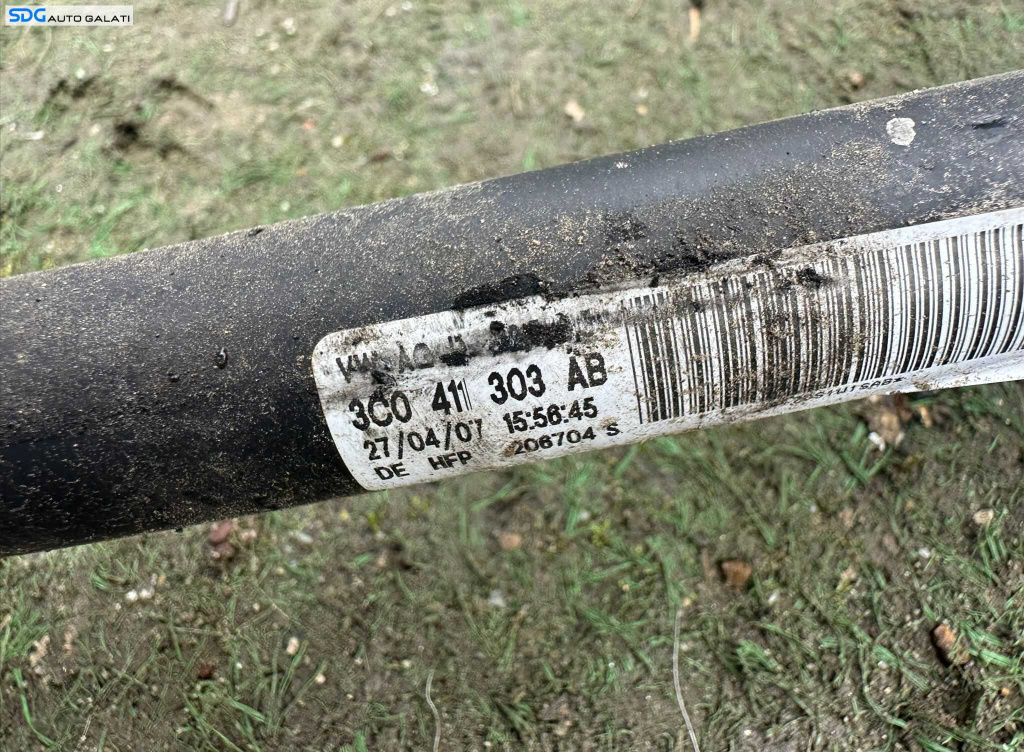 SDG AUTO GALATI
3C0 411 303 AB
27/04/07 15:56:45
DE HFP 206704 S